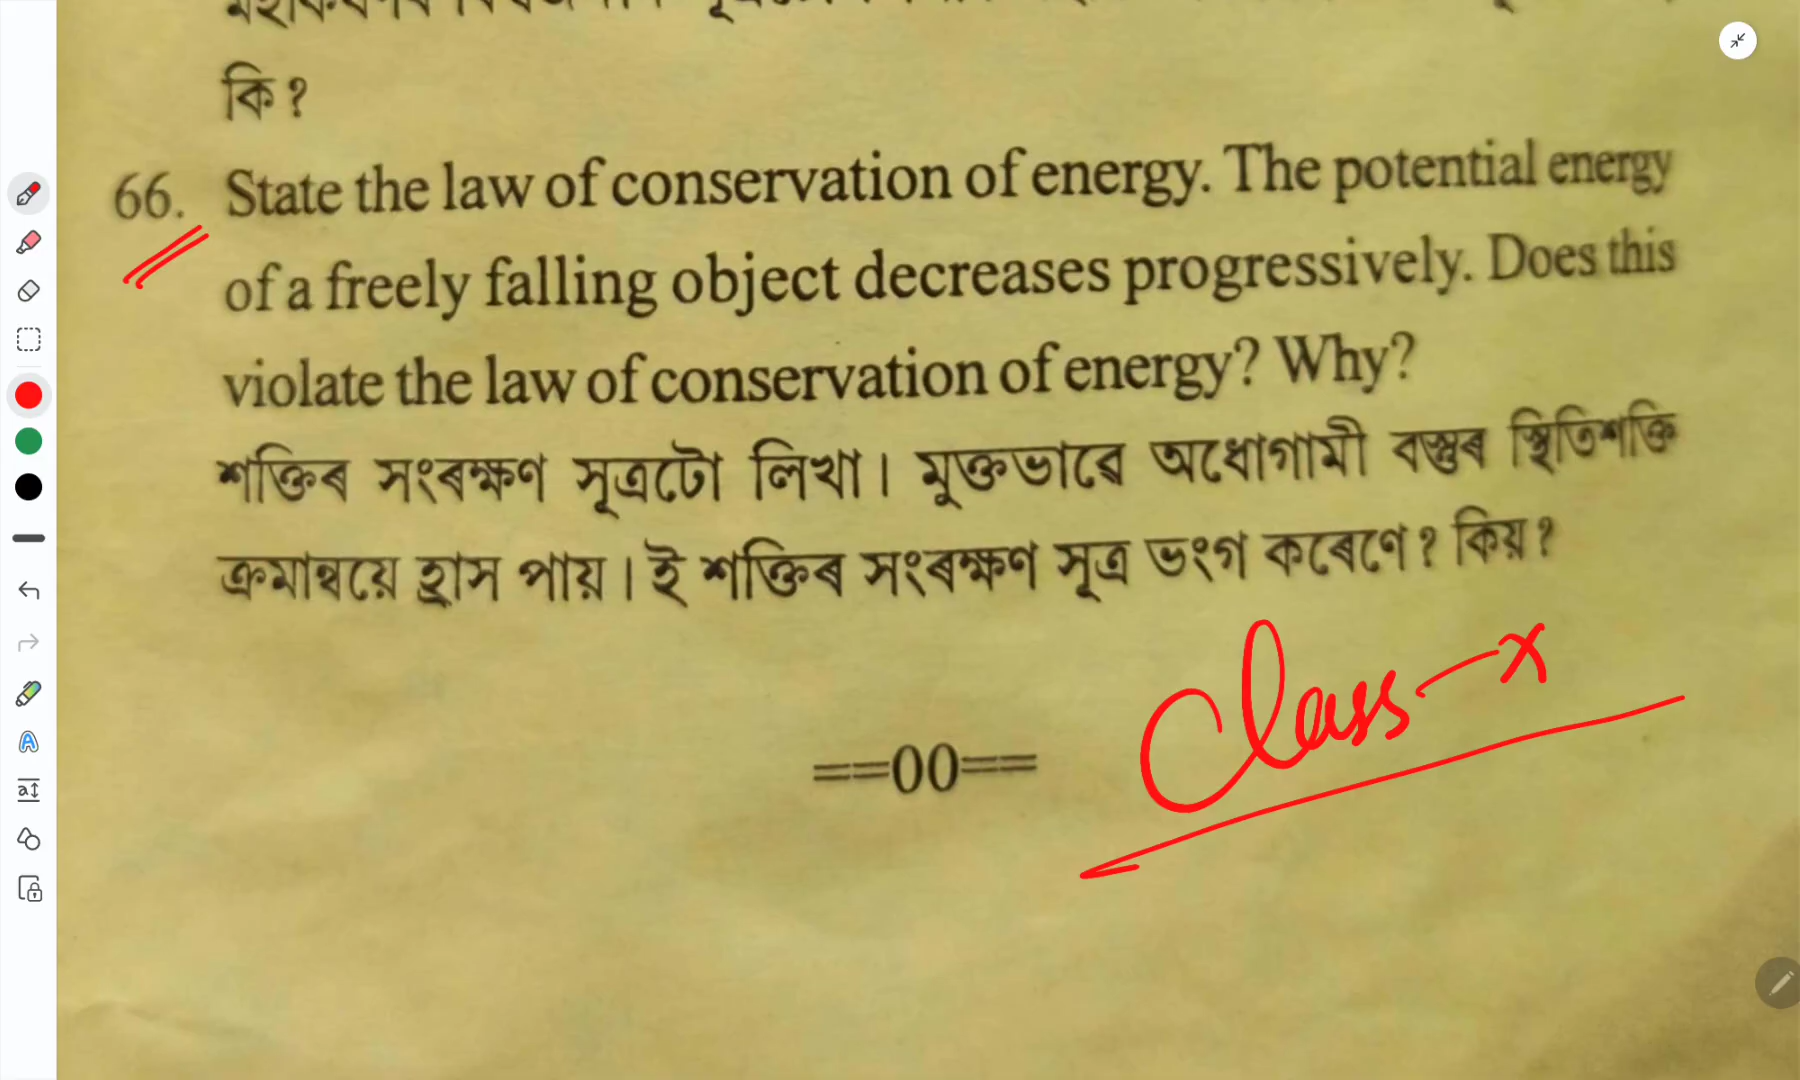 কি ?
66. State the law of conservation of energy. The potential energy
of a freely falling object decreases progressively. Does this
violate the law of conservation of energy? Why?
শক্তিৰ সংৰক্ষণ সূত্ৰটো লিখা। মুক্তভাৱে অধোগামী বস্তুৰ স্থিতিশক্তি
ক্ৰমান্বয়ে হ্ৰাস পায়। ই শক্তিৰ সংৰক্ষণ সূত্ৰ ভংগ কৰেণে ? কিয় ?
Class-X
==00==